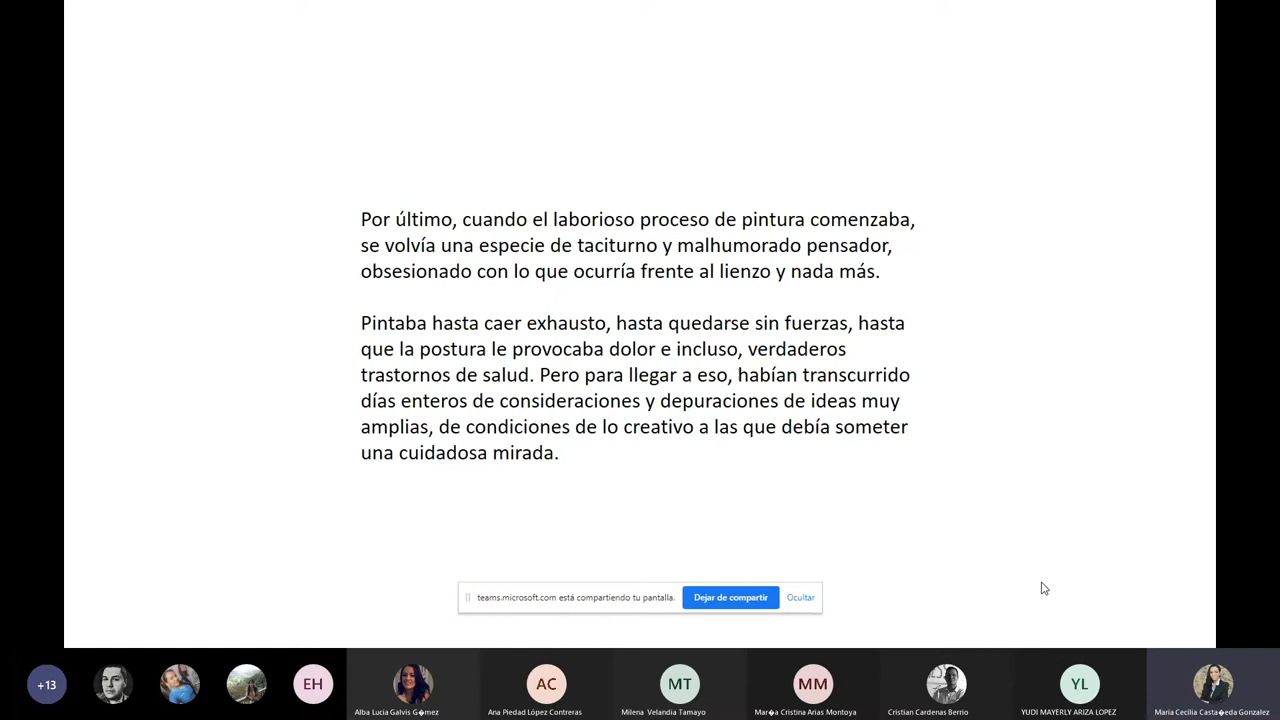 Por último, cuando el laborioso proceso de pintura comenzaba,
se volvía una especie de taciturno y malhumorado pensador,
obsesionado con lo que ocurría frente al lienzo y nada más.
Pintaba hasta caer exhausto, hasta quedarse sin fuerzas, hasta
que la postura le provocaba dolor e incluso, verdaderos
trastornos de salud. Pero para llegar a eso, habían transcurrido
días enteros de consideraciones y depuraciones de ideas muy
amplias, de condiciones de lo creativo a las que debía someter
una cuidadosa mirada.
teams.microsoft.com está compartiendo tu pantalla. Dejar de compartir Ocultar
+13 EH AC MT MM YL
Alba Lucia Galvis G�mez Ana Piedad López Contreras Milena Velandia Tamayo Mar�a Cristina Arias Montoya Cristian Cardenas Berrio YUDI MAYERLY ARIZA LOPEZ Maria Cecilia Casta�eda Gonzalez